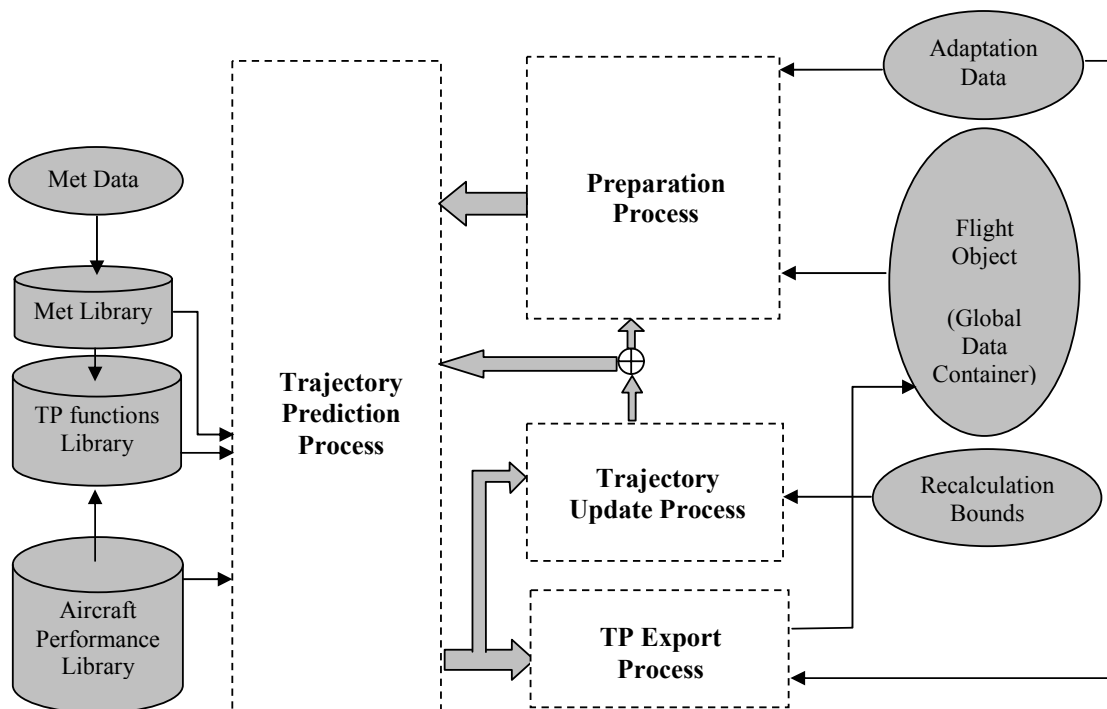 Adaptation
Data
Met Data
Preparation
Process
Flight
Object
(Global
Data
Container)
Met Library
TP functions
Library
Trajectory
Prediction
Process
Trajectory
Update Process
Recalculation
Bounds
Aircraft
Performance
Library
TP Export
Process